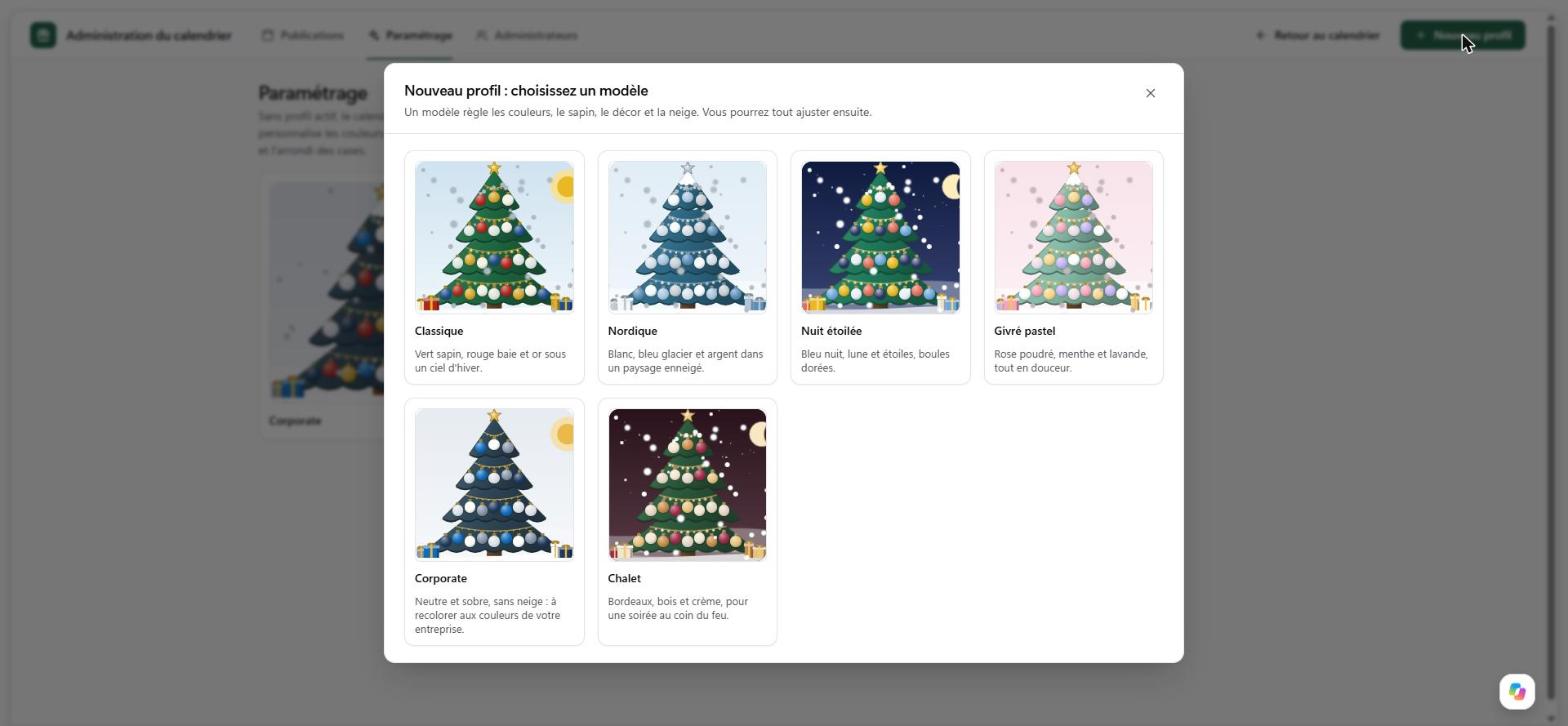 Administration du calendrier
Publications
Paramétrage
Administrateurs
Retour au calendrier
Nouveau profil
Paramétrage
Sans profil actif, le calend
personnalise les couleurs
et l'arrondi des cases.
Corporate
Nouveau profil : choisissez un modèle
Un modèle règle les couleurs, le sapin, le décor et la neige. Vous pourrez tout ajuster ensuite.
Classique
Vert sapin, rouge baie et or sous
un ciel d'hiver.
Nordique
Blanc, bleu glacier et argent dans
un paysage enneigé.
Nuit étoilée
Bleu nuit, lune et étoiles, boules
dorées.
Givré pastel
Rose poudré, menthe et lavande,
tout en douceur.
Corporate
Neutre et sobre, sans neige : à
recolorer aux couleurs de votre
entreprise.
Chalet
Bordeaux, bois et crème, pour
une soirée au coin du feu.